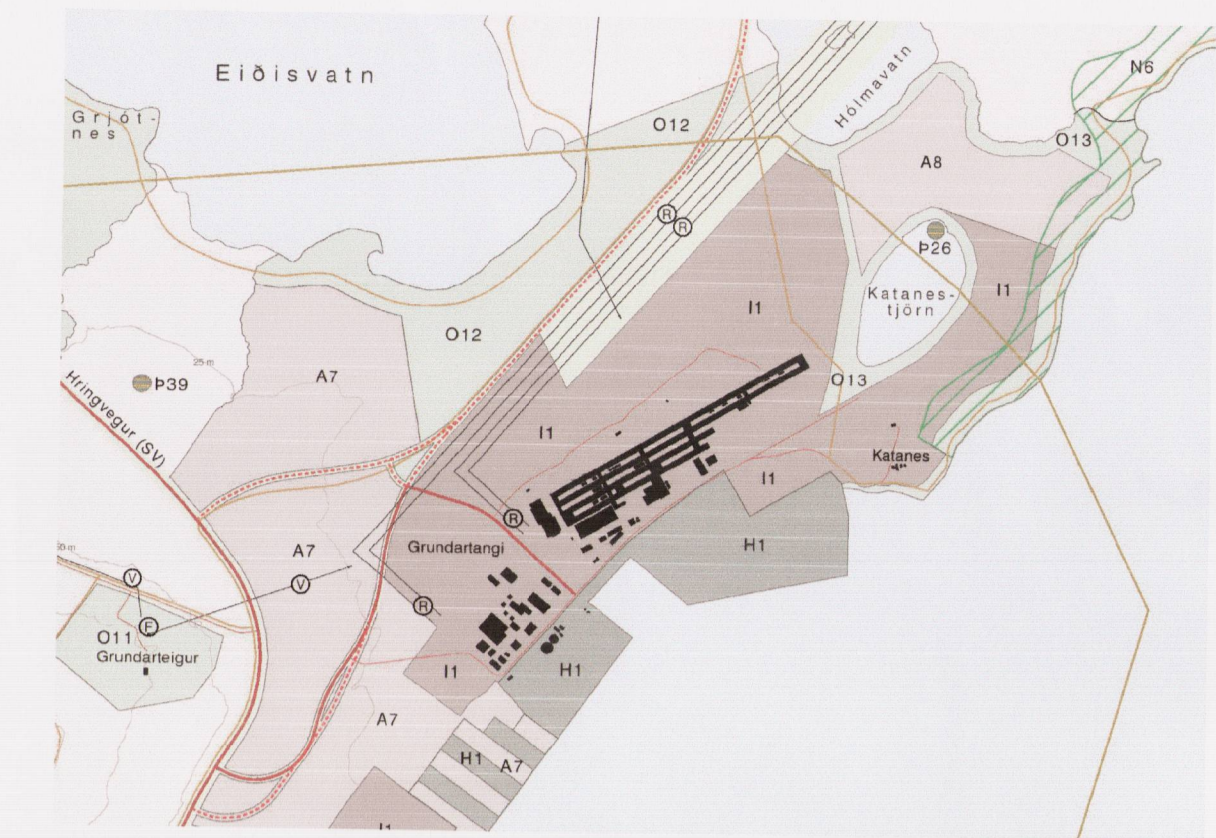 N6
Eiðisvatn
Hólmavatn
Grjót-
nes
O12
O13
A8
R
R
Þ26
Katanes-
tjörn
I1
I1
O12
25 m
A7
Þ39
O13
Hringvegur (SV)
I1
Katanes
I1
R
Grundartangi
A7
H1
V
V
R
F
O11
Grundarteigur
I1
H1
A7
H1
A7
I1